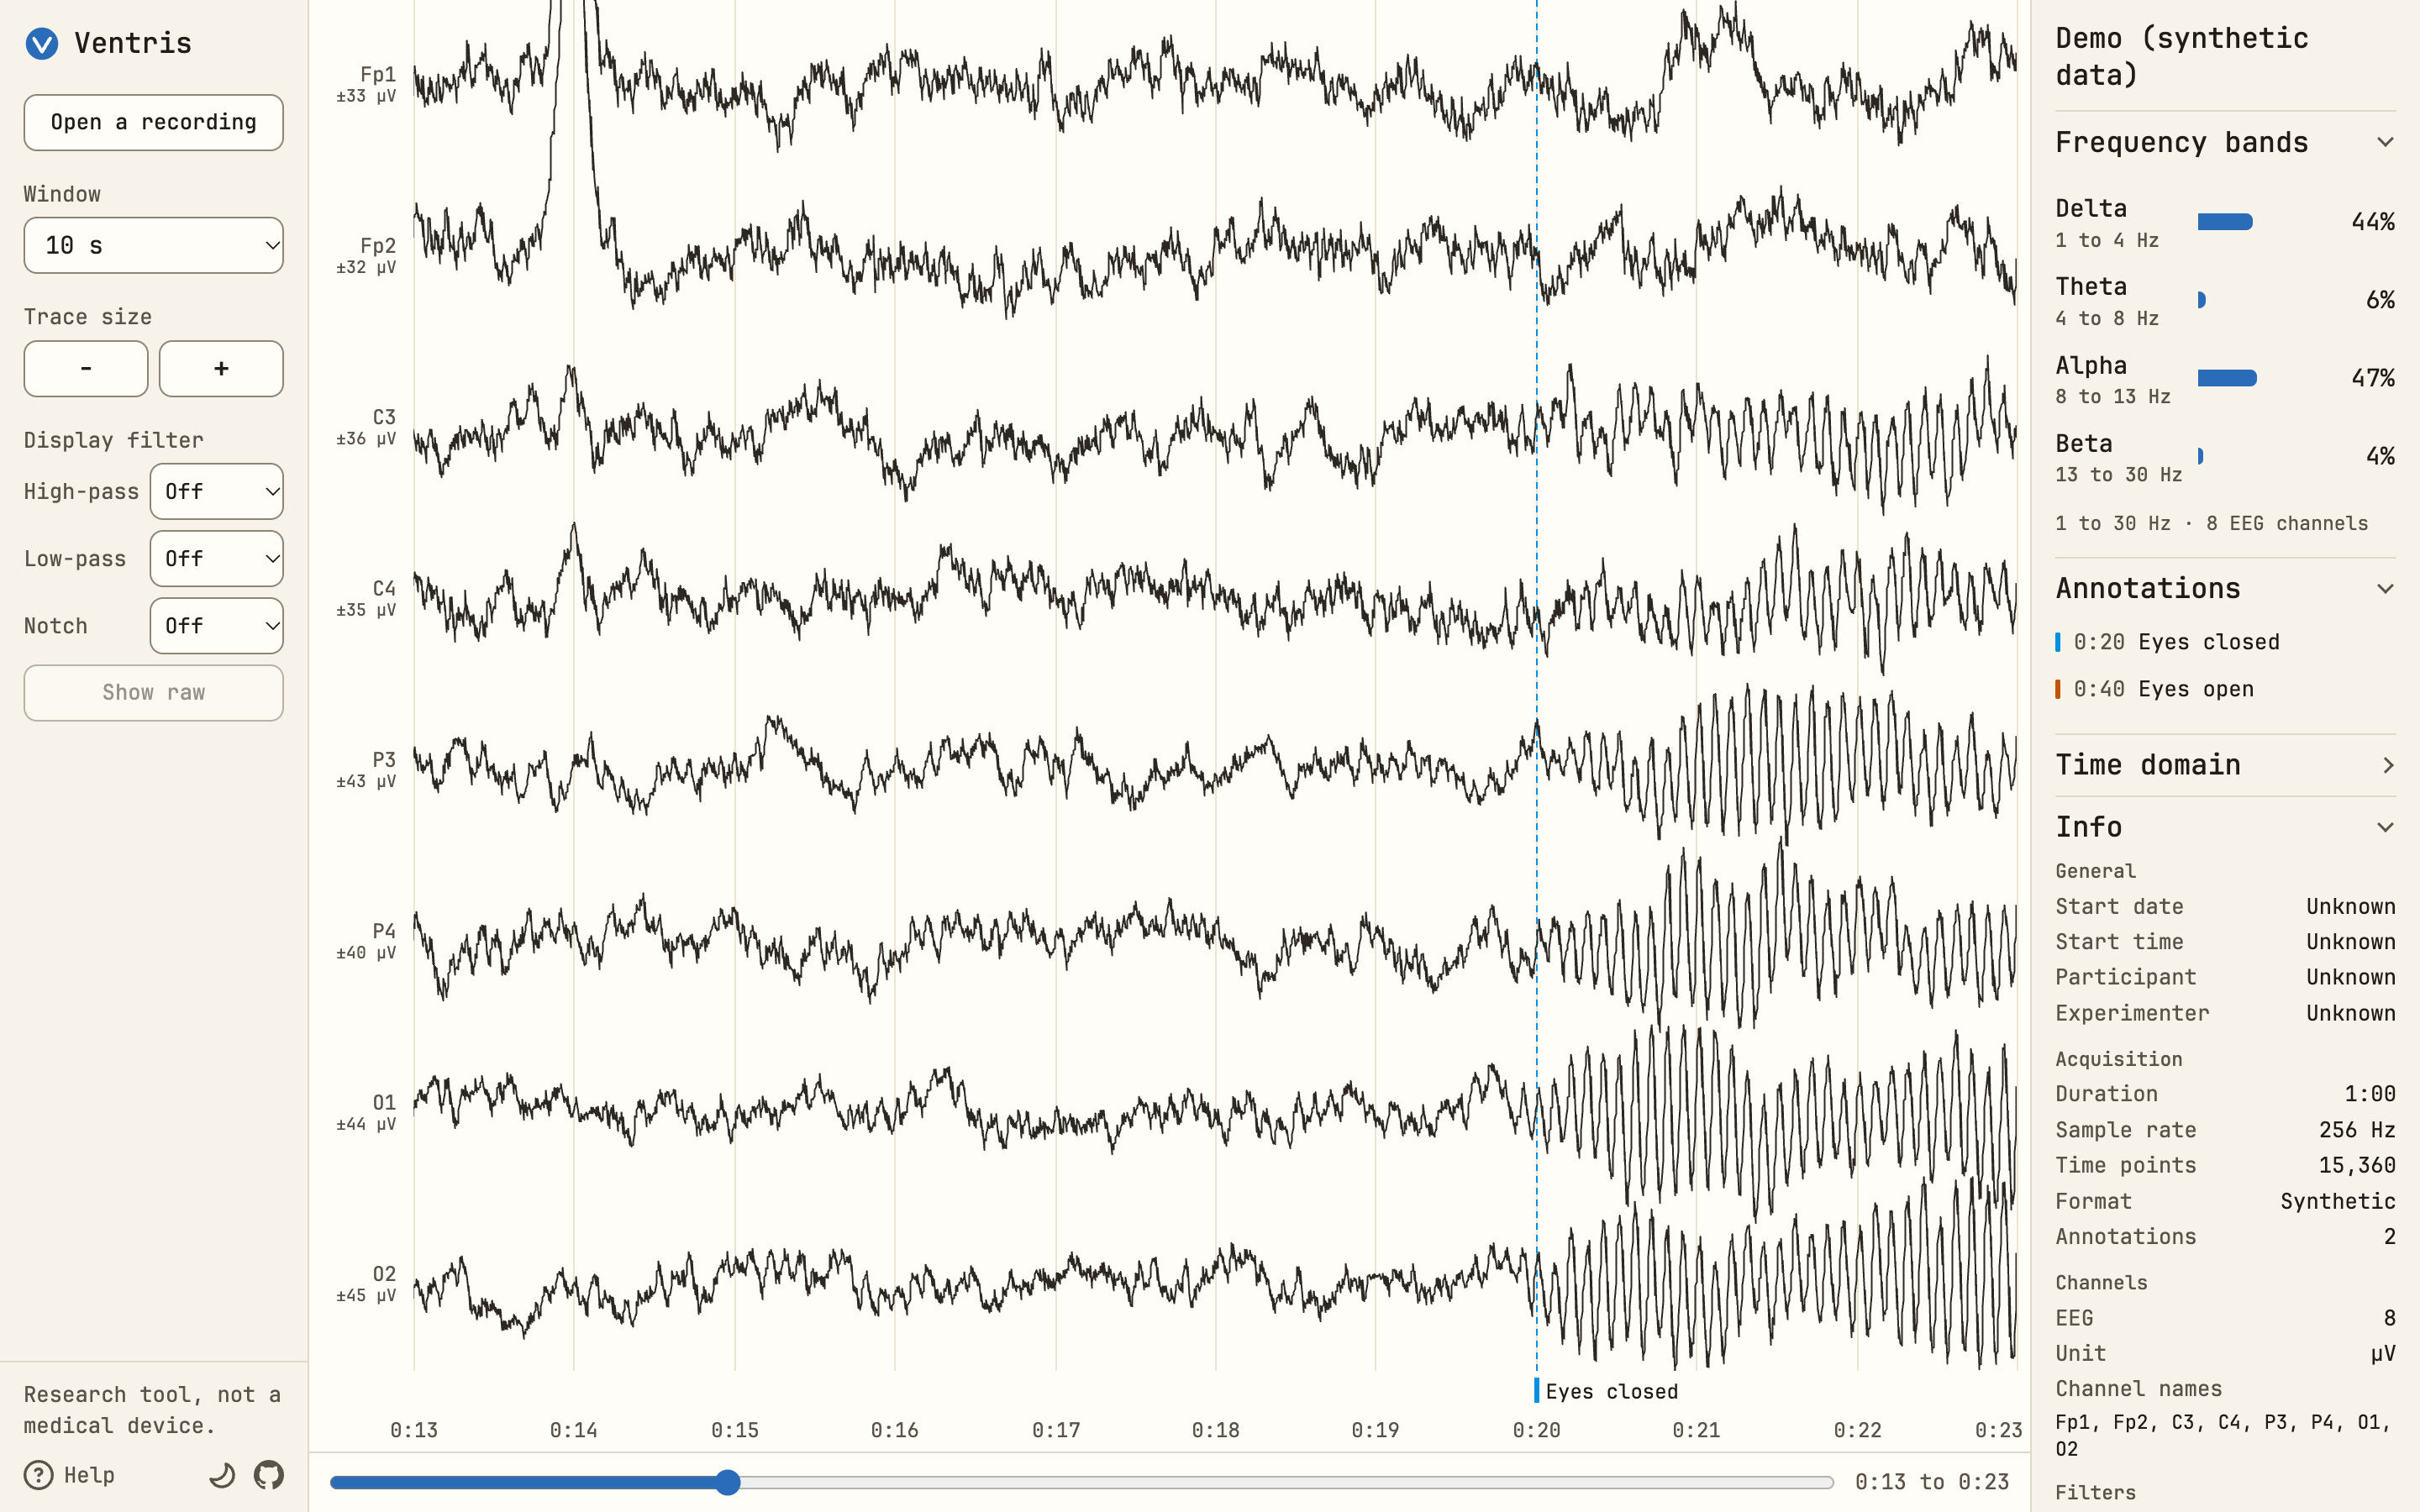 Ventris
Open a recording
Window
10 s
Trace size
- +
Display filter
High-pass Off
Low-pass Off
Notch Off
Show raw
Research tool, not a
medical device.
Help
Fp1
±33 µV
Fp2
±32 µV
C3
±36 µV
C4
±35 µV
P3
±43 µV
P4
±40 µV
O1
±44 µV
O2
±45 µV
Eyes closed
0:13 0:14 0:15 0:16 0:17 0:18 0:19 0:20 0:21 0:22 0:23
0:13 to 0:23
Demo (synthetic
data)
Frequency bands
Delta
1 to 4 Hz
44%
Theta
4 to 8 Hz
6%
Alpha
8 to 13 Hz
47%
Beta
13 to 30 Hz
4%
1 to 30 Hz · 8 EEG channels
Annotations
0:20 Eyes closed
0:40 Eyes open
Time domain
Info
General
Start date Unknown
Start time Unknown
Participant Unknown
Experimenter Unknown
Acquisition
Duration 1:00
Sample rate 256 Hz
Time points 15,360
Format Synthetic
Annotations 2
Channels
EEG 8
Unit µV
Channel names
Fp1, Fp2, C3, C4, P3, P4, O1,
O2
Filters